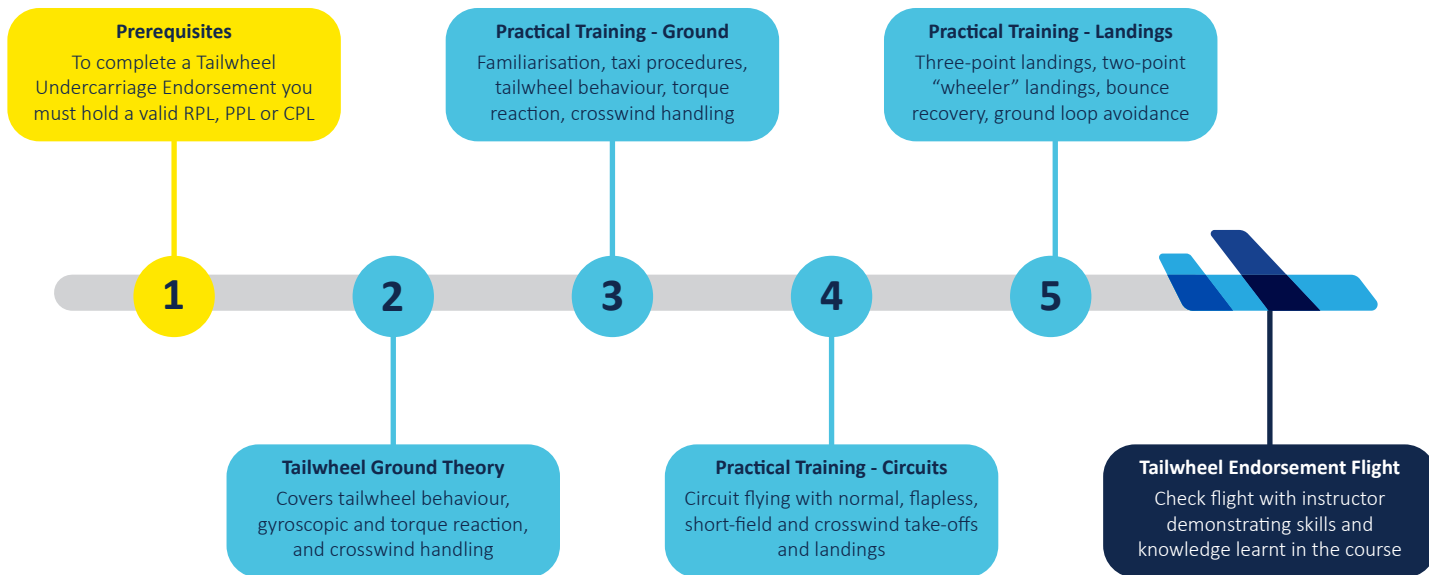 Prerequisites
To complete a Tailwheel
Undercarriage Endorsement you
must hold a valid RPL, PPL or CPL
Practical Training - Ground
Familiarisation, taxi procedures,
tailwheel behaviour, torque
reaction, crosswind handling
Practical Training - Landings
Three-point landings, two-point
“wheeler” landings, bounce
recovery, ground loop avoidance
1
2
3
4
5
Tailwheel Ground Theory
Covers tailwheel behaviour,
gyroscopic and torque reaction,
and crosswind handling
Practical Training - Circuits
Circuit flying with normal, flapless,
short-field and crosswind take-offs
and landings
Tailwheel Endorsement Flight
Check flight with instructor
demonstrating skills and
knowledge learnt in the course